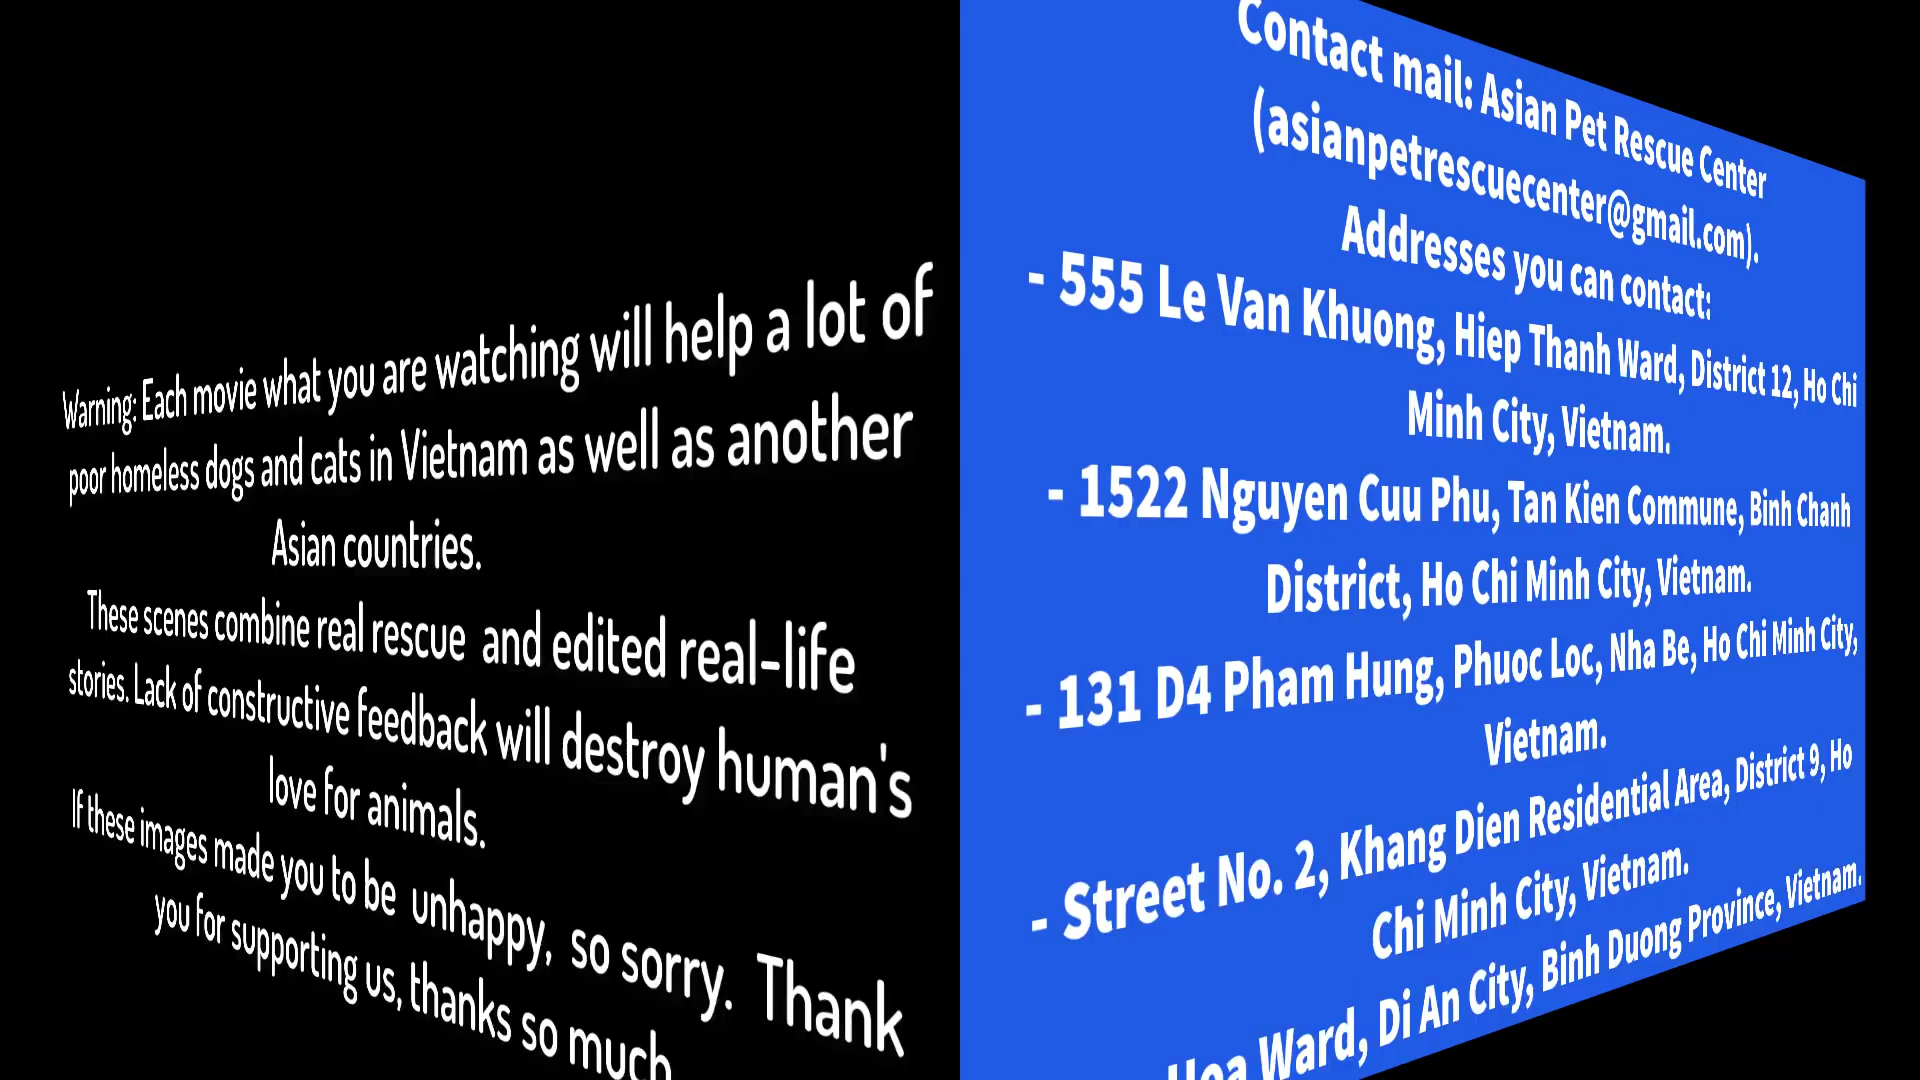 Warning: Each movie what you are watching will help a lot of
poor homeless dogs and cats in Vietnam as well as another
Asian countries.
These scenes combine real rescue and edited real-life
stories. Lack of constructive feedback will destroy human's
love for animals.
If these images made you to be unhappy, so sorry. Thank
you for supporting us, thanks so much
Contact mail: Asian Pet Rescue Center
(asianpetrescuecenter@gmail.com).
Addresses you can contact:
- 555 Le Van Khuong, Hiep Thanh Ward, District 12, Ho Chi
Minh City, Vietnam.
- 1522 Nguyen Cuu Phu, Tan Kien Commune, Binh Chanh
District, Ho Chi Minh City, Vietnam.
- 131 D4 Pham Hung, Phuoc Loc, Nha Be, Ho Chi Minh City,
Vietnam.
- Street No. 2, Khang Dien Residential Area, District 9, Ho
Chi Minh City, Vietnam.
Hoa Ward, Di An City, Binh Duong Province, Vietnam.